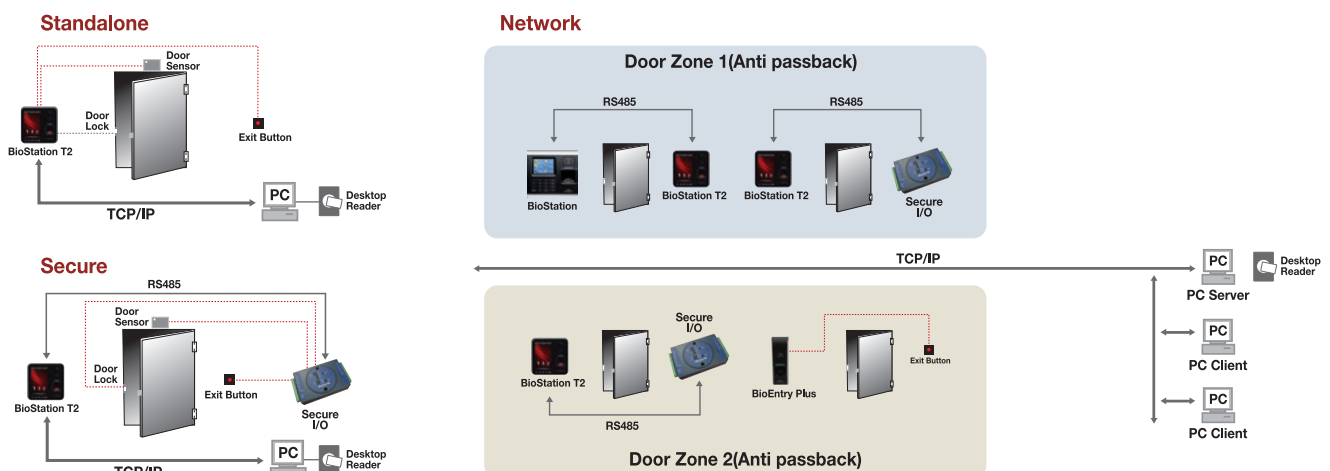 Standalone
Door
Sensor
Door
Lock
BioStation T2
Exit Button
PC
Desktop
Reader
TCP/IP
Secure
RS485
Door
Sensor
Door
Lock
BioStation T2
Exit Button
Secure
I/O
PC
Desktop
Reader
TCP/IP
Network
Door Zone 1(Anti passback)
RS485
RS485
BioStation
BioStation T2
BioStation T2
Secure
I/O
TCP/IP
PC
Desktop
Reader
PC Server
PC
PC Client
PC
PC Client
Secure
I/O
BioStation T2
RS485
BioEntry Plus
Exit Button
Door Zone 2(Anti passback)